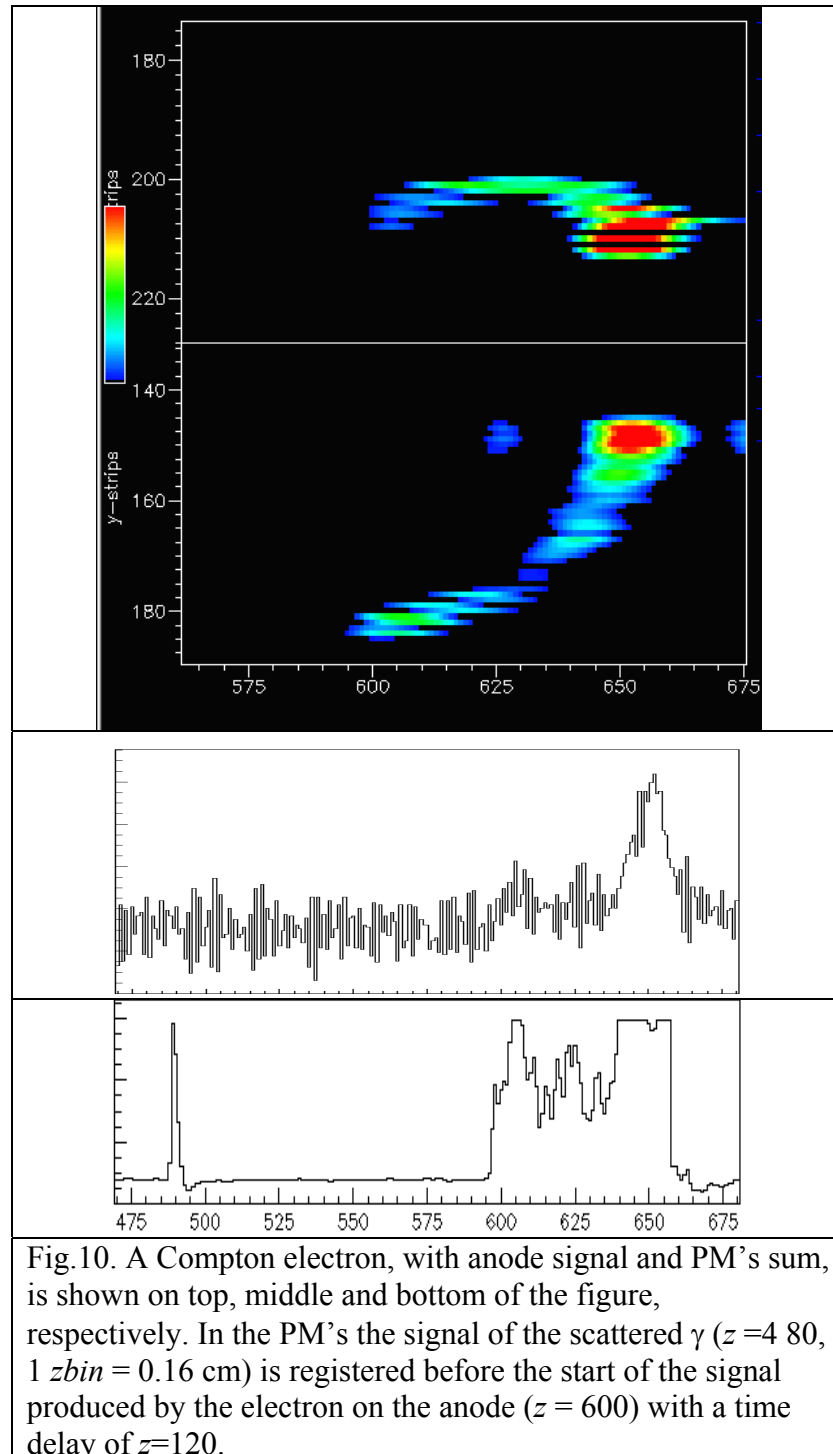 180
200
220
trips
140
160
180
y-strips
575 600 625 650 675
475 500 525 550 575 600 625 650 675
Fig.10. A Compton electron, with anode signal and PM’s sum,
is shown on top, middle and bottom of the figure,
respectively. In the PM’s the signal of the scattered γ (z =4 80,
1 zbin = 0.16 cm) is registered before the start of the signal
produced by the electron on the anode (z = 600) with a time
delay of z=120.